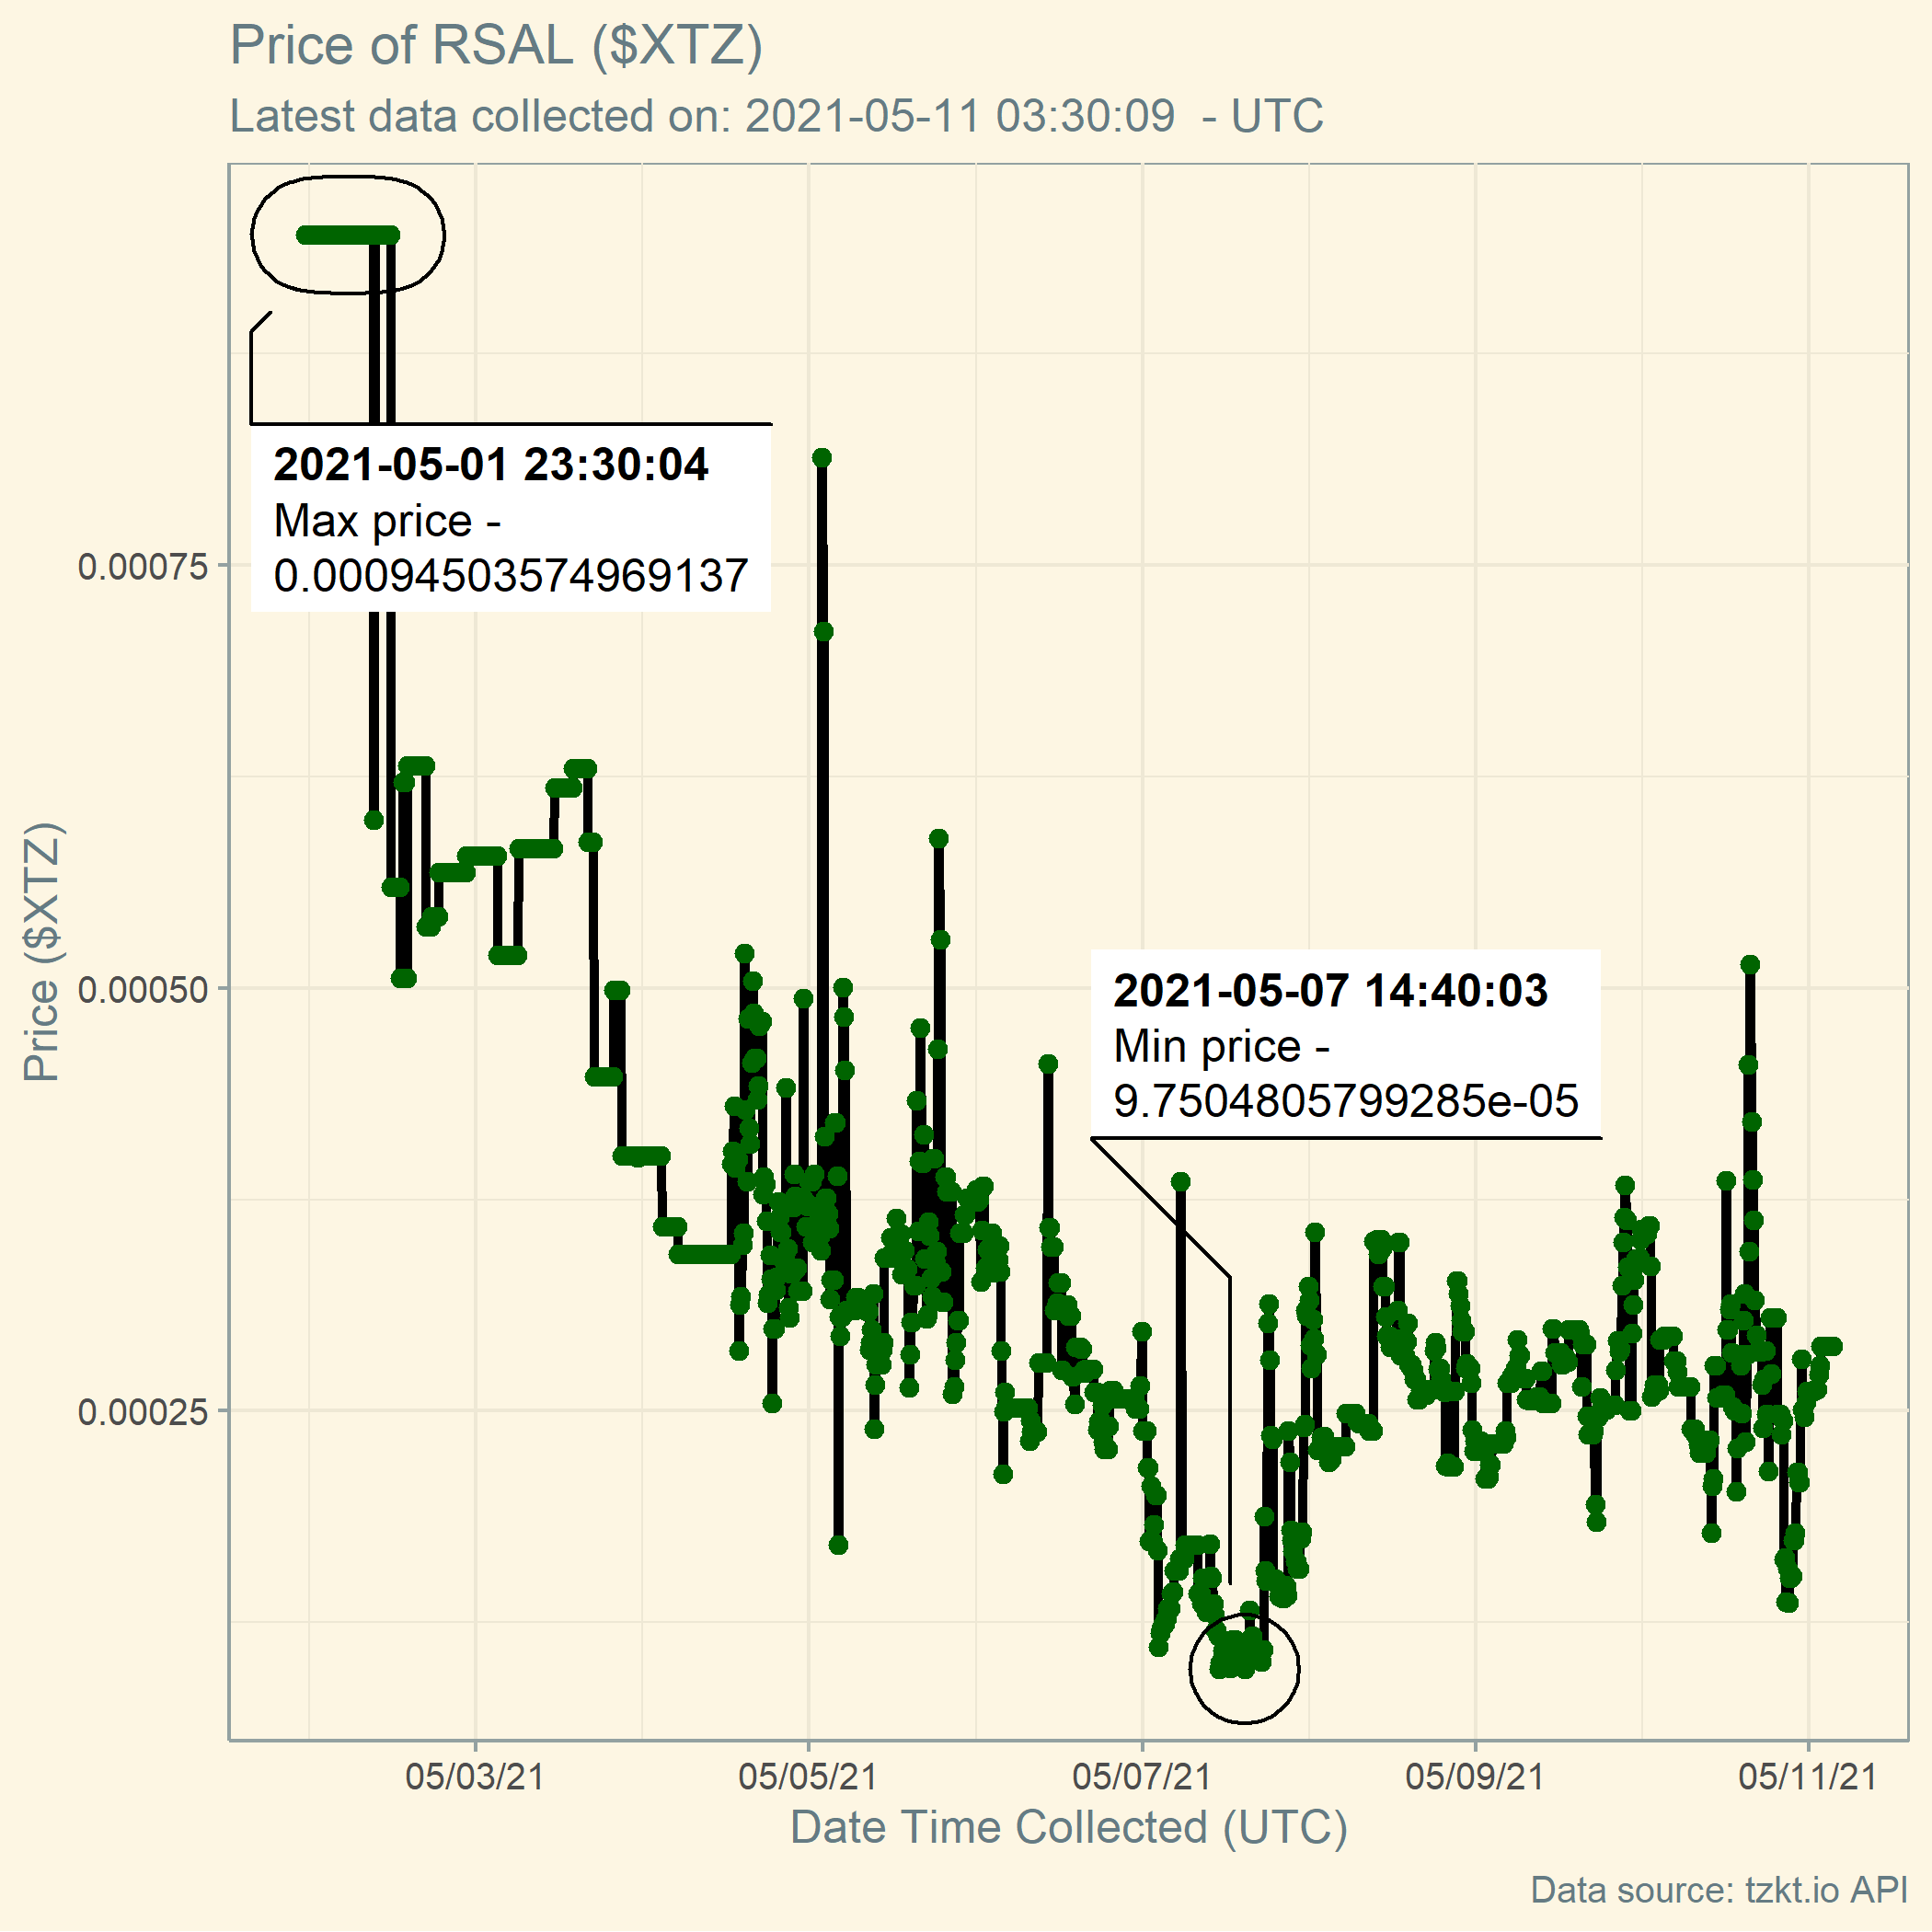 Price of RSAL ($XTZ)
Latest data collected on: 2021-05-11 03:30:09  - UTC
2021-05-01 23:30:04
Max price -
0.00094503574969137
0.00075
Price ($XTZ)
0.00050
2021-05-07 14:40:03
Min price -
9.7504805799285e-05
0.00025
05/03/21
05/05/21
05/07/21
05/09/21
05/11/21
Date Time Collected (UTC)
Data source: tzkt.io API